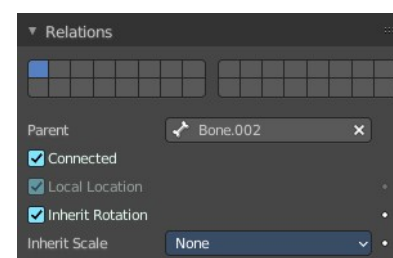 Relations
Parent Bone.002
Connected
Local Location
Inherit Rotation
Inherit Scale None